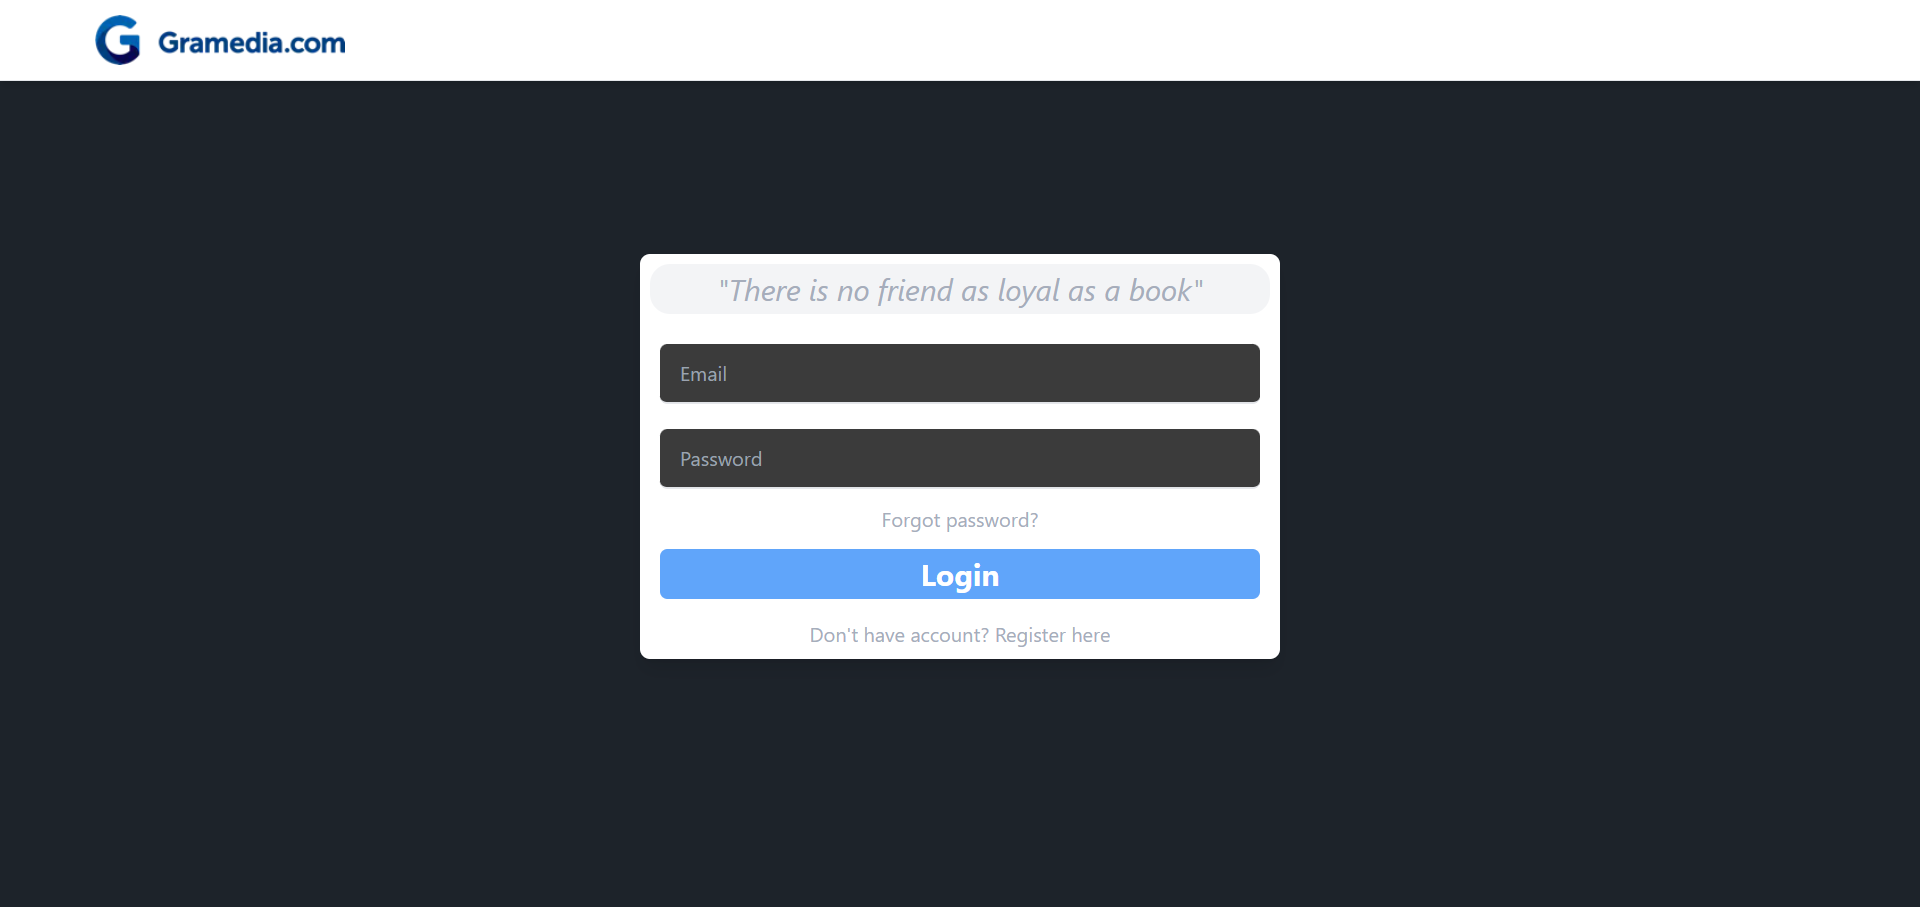 Gramedia.com
"There is no friend as loyal as a book"
Email
Password
Forgot password?
Login
Don't have account? Register here